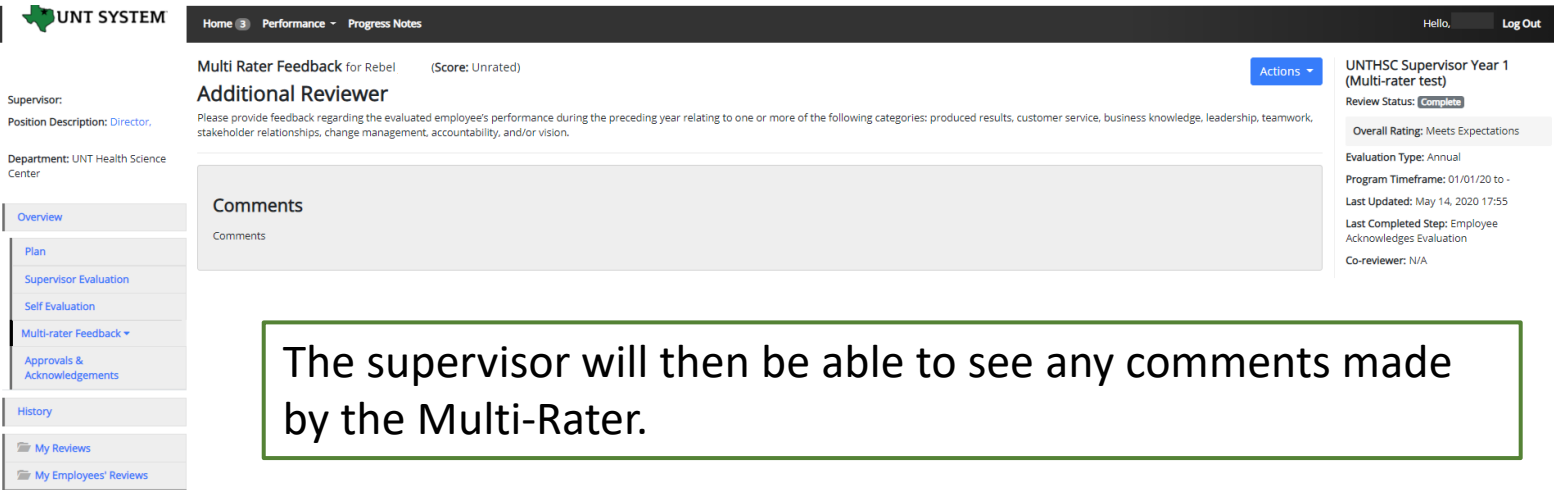 UNT SYSTEM
Home 3 Performance Progress Notes
Hello, Log Out
Supervisor:
Position Description: Director,
Department: UNT Health Science
Center
Overview
Plan
Supervisor Evaluation
Self Evaluation
Multi-rater Feedback
Approvals &
Acknowledgements
History
My Reviews
My Employees' Reviews
Multi Rater Feedback for Rebel (Score: Unrated)
Actions
Additional Reviewer
Please provide feedback regarding the evaluated employee's performance during the preceding year relating to one or more of the following categories: produced results, customer service, business knowledge, leadership, teamwork,
stakeholder relationships, change management, accountability, and/or vision.
Comments
Comments
UNTHSC Supervisor Year 1
(Multi-rater test)
Review Status: Complete
Overall Rating: Meets Expectations
Evaluation Type: Annual
Program Timeframe: 01/01/20 to -
Last Updated: May 14, 2020 17:55
Last Completed Step: Employee
Acknowledges Evaluation
Co-reviewer: N/A
The supervisor will then be able to see any comments made
by the Multi-Rater.